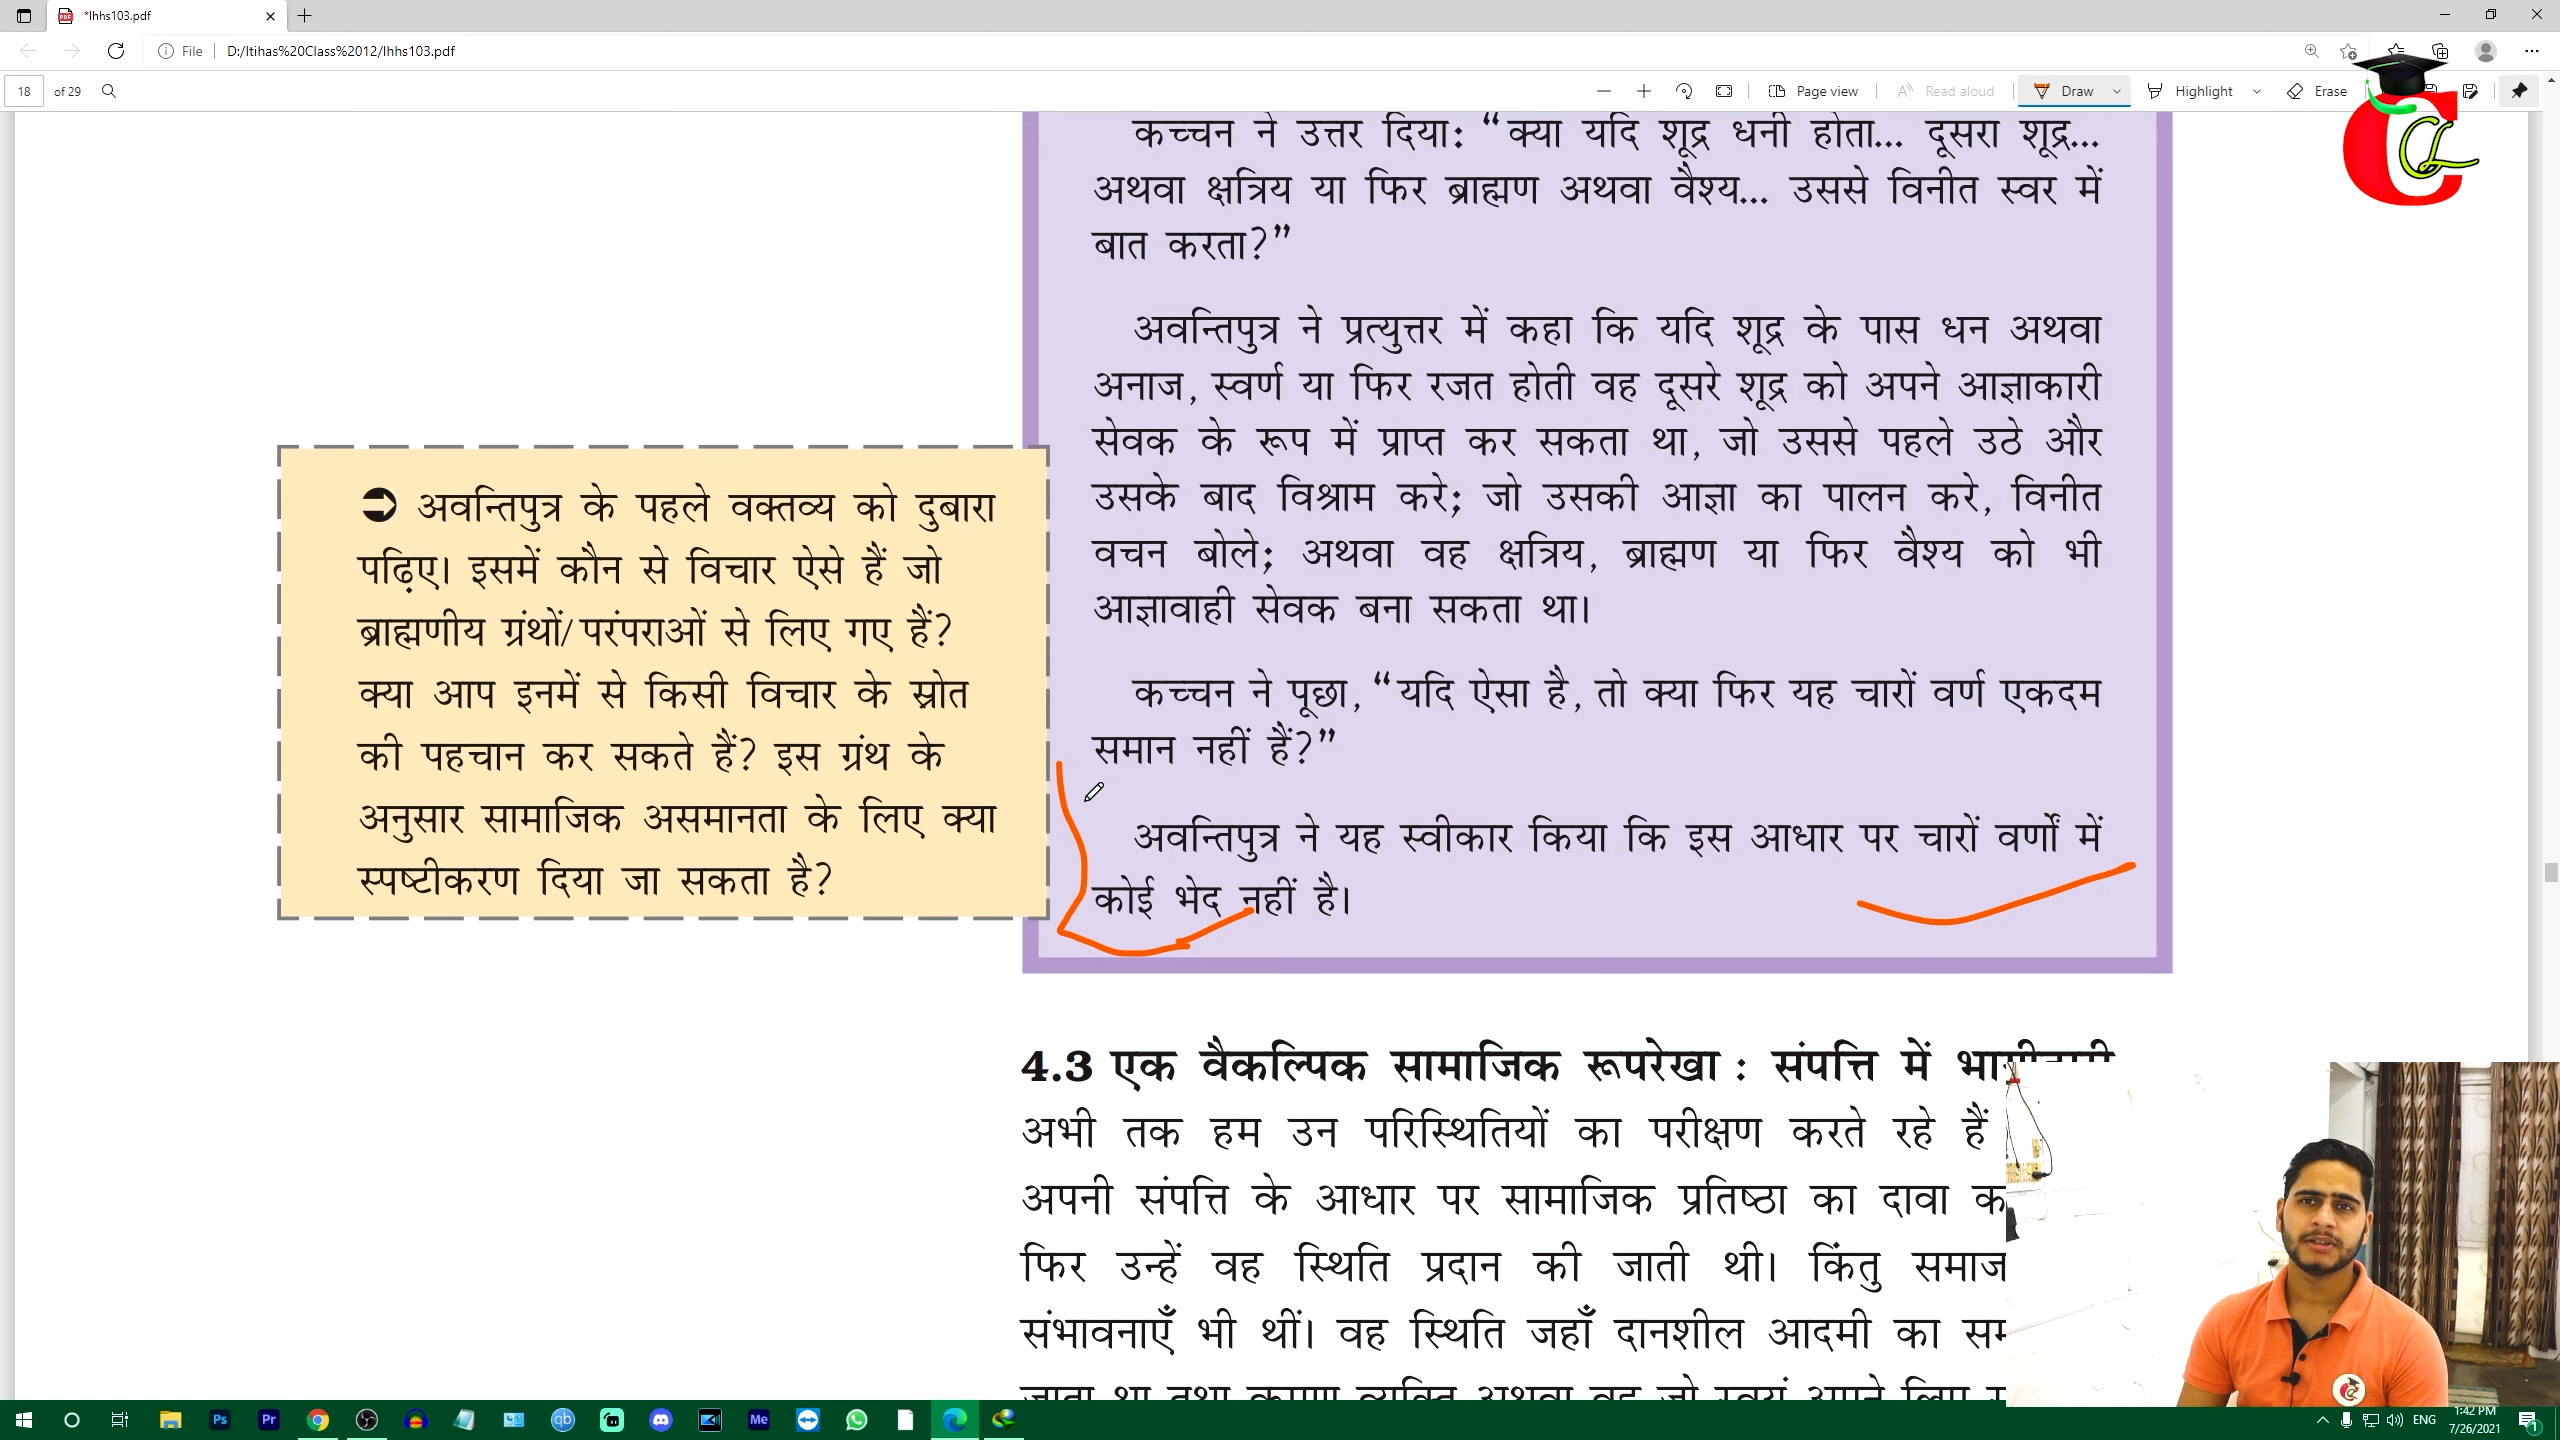 *lhhs103.pdf
File
D:/Itihas%20Class%2012/lhhs103.pdf
18 of 29
Page view
Read aloud
Draw
Highlight
Erase
CL
कच्चन ने उत्तर दिया: “क्या यदि शूद्र धनी होता... दूसरा शूद्र...
अथवा क्षत्रिय या फिर ब्राह्मण अथवा वैश्य... उससे विनीत स्वर में
बात करता?”
अवन्तिपुत्र ने प्रत्युत्तर में कहा कि यदि शूद्र के पास धन अथवा
अनाज, स्वर्ण या फिर रजत होती वह दूसरे शूद्र को अपने आज्ञाकारी
सेवक के रूप में प्राप्त कर सकता था, जो उससे पहले उठे और
उसके बाद विश्राम करे; जो उसकी आज्ञा का पालन करे, विनीत
वचन बोले; अथवा वह क्षत्रिय, ब्राह्मण या फिर वैश्य को भी
आज्ञावाही सेवक बना सकता था।
कच्चन ने पूछा, “यदि ऐसा है, तो क्या फिर यह चारों वर्ण एकदम
समान नहीं हैं?”
अवन्तिपुत्र ने यह स्वीकार किया कि इस आधार पर चारों वर्णों में
कोई भेद नहीं है।
अवन्तिपुत्र के पहले वक्तव्य को दुबारा
पढ़िए। इसमें कौन से विचार ऐसे हैं जो
ब्राह्मणीय ग्रंथों/परंपराओं से लिए गए हैं?
क्या आप इनमें से किसी विचार के स्रोत
की पहचान कर सकते हैं? इस ग्रंथ के
अनुसार सामाजिक असमानता के लिए क्या
स्पष्टीकरण दिया जा सकता है?
4.3 एक वैकल्पिक सामाजिक रूपरेखा : संपत्ति में
अभी तक हम उन परिस्थितियों का परीक्षण करते रहे हैं
अपनी संपत्ति के आधार पर सामाजिक प्रतिष्ठा का दावा
फिर उन्हें वह स्थिति प्रदान की जाती थी। किंतु समाज
संभावनाएँ भी थीं। वह स्थिति जहाँ दानशील आदमी का
Ps
Pr
qb
Me
ENG
1:42 PM
7/26/2021
1